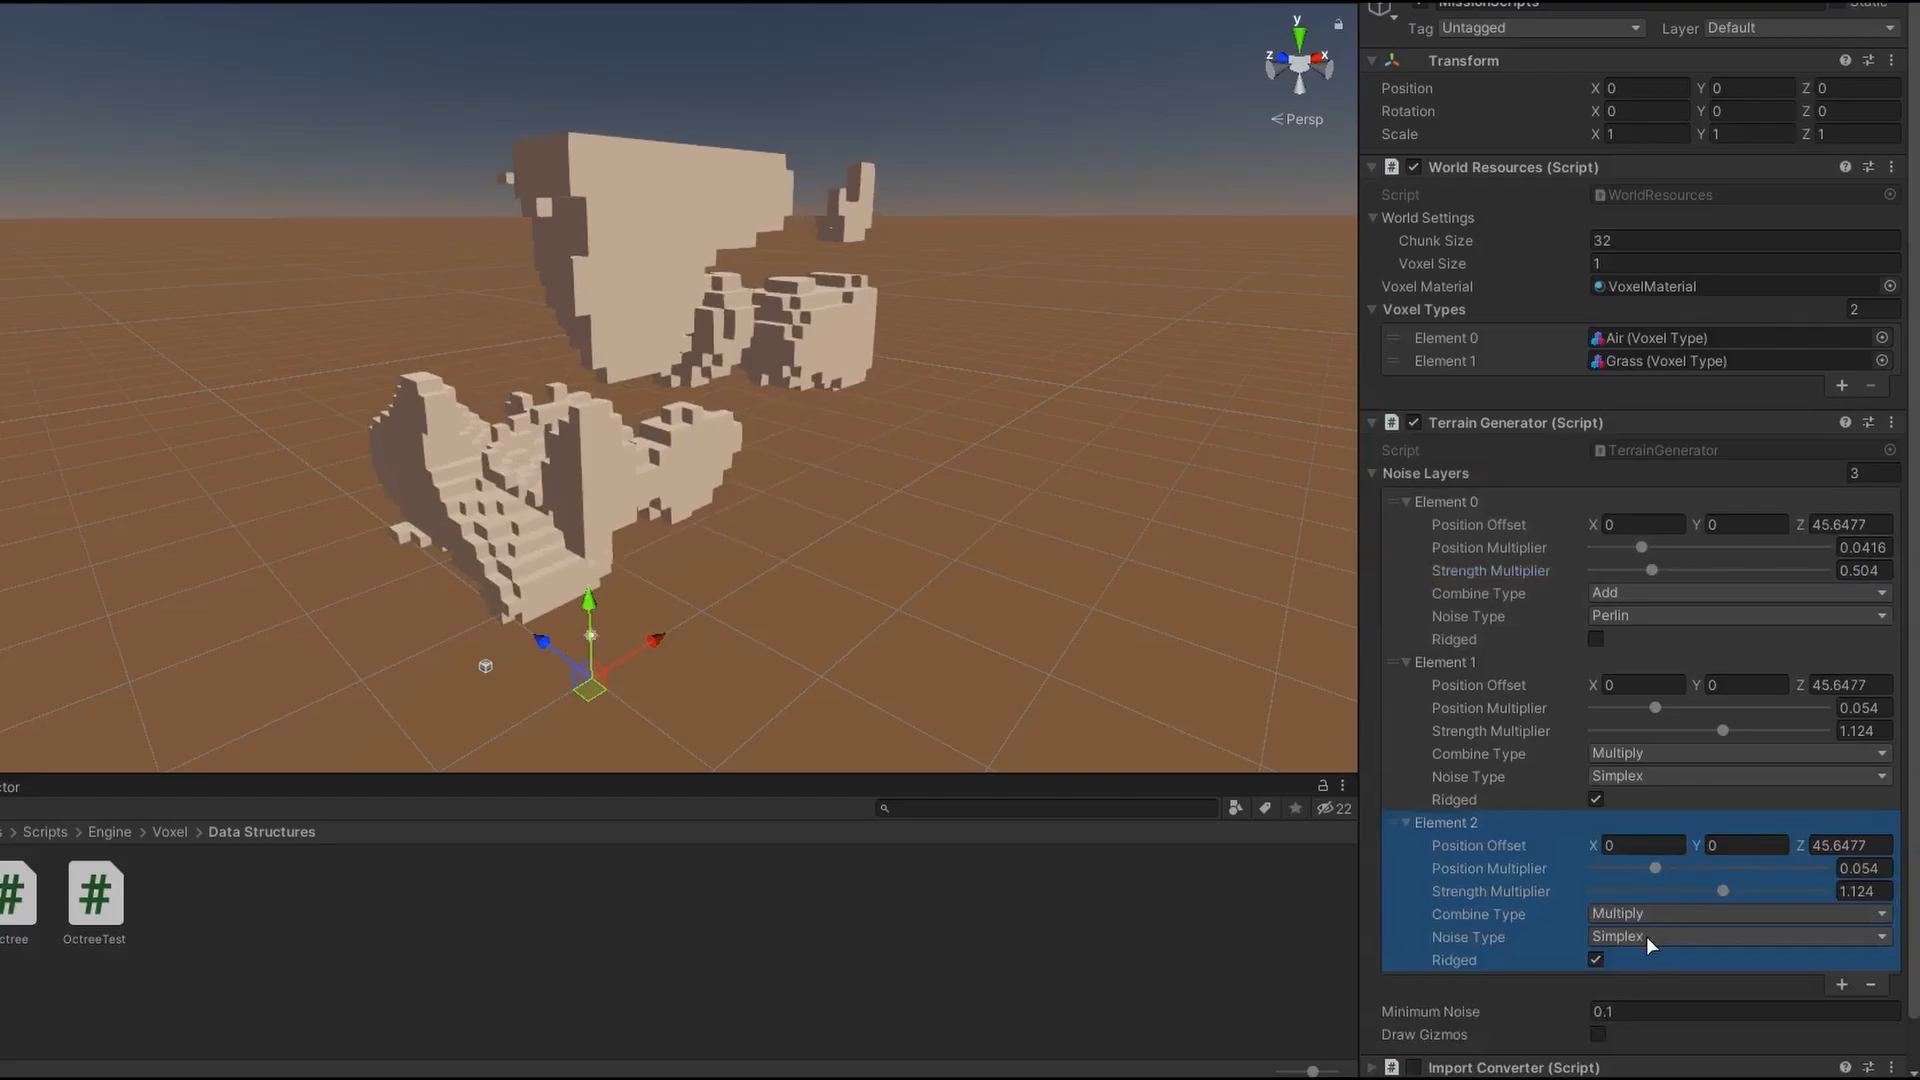 MissionScripts
Static
Tag Untagged Layer Default
Transform
Position X 0 Y 0 Z 0
Rotation X 0 Y 0 Z 0
Scale X 1 Y 1 Z 1
World Resources (Script)
Script WorldResources
World Settings
Chunk Size 32
Voxel Size 1
Voxel Material VoxelMaterial
Voxel Types 2
Element 0 Air (Voxel Type)
Element 1 Grass (Voxel Type)
+ −
Terrain Generator (Script)
Script TerrainGenerator
Noise Layers 3
Element 0
Position Offset X 0 Y 0 Z 45.6477
Position Multiplier 0.0416
Strength Multiplier 0.504
Combine Type Add
Noise Type Perlin
Ridged
Element 1
Position Offset X 0 Y 0 Z 45.6477
Position Multiplier 0.054
Strength Multiplier 1.124
Combine Type Multiply
Noise Type Simplex
Ridged
Element 2
Position Offset X 0 Y 0 Z 45.6477
Position Multiplier 0.054
Strength Multiplier 1.124
Combine Type Multiply
Noise Type Simplex
Ridged
+ −
Minimum Noise 0.1
Draw Gizmos
Import Converter (Script)
y
z x
Persp
tor
22
s > Scripts > Engine > Voxel > Data Structures
# #
ctree OctreeTest